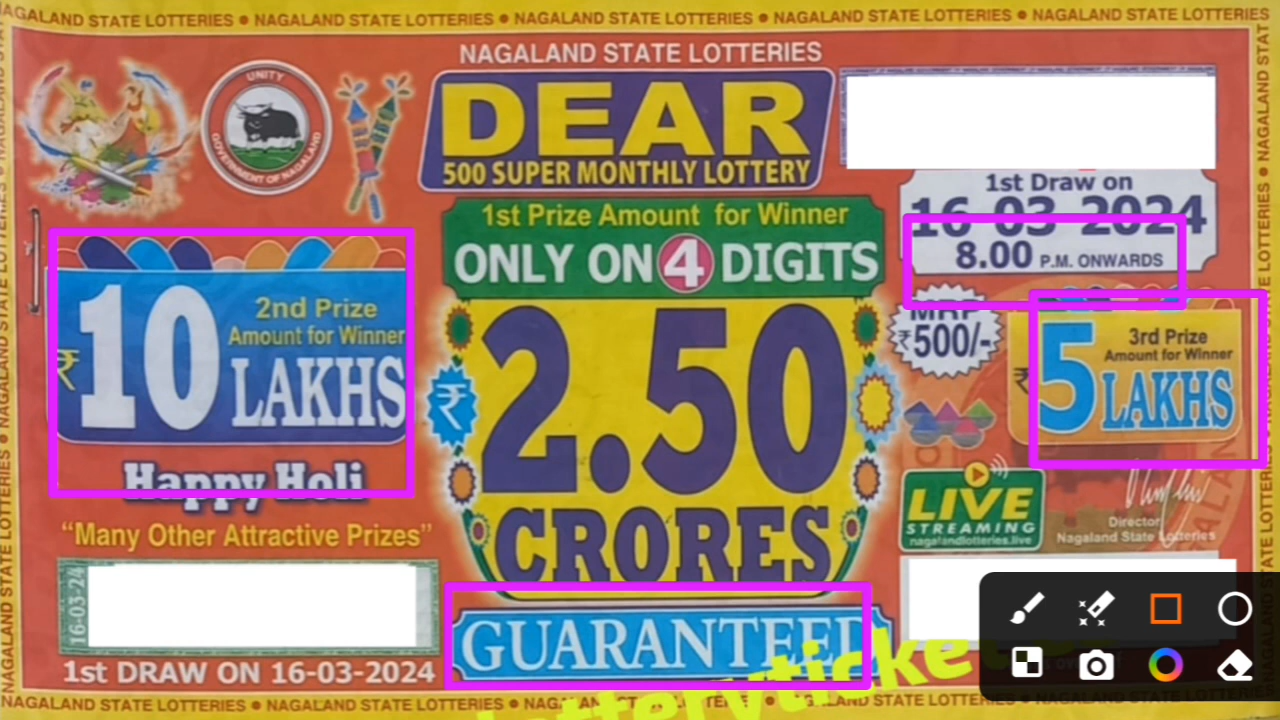 NAGALAND STATE LOTTERIES ● NAGALAND STATE LOTTERIES ● NAGALAND STATE LOTTERIES ● NAGALAND STATE LOTTERIES ● NAGALAND STATE LOTTERIES
NAGALAND STATE LOTTERIES
UNITY
GOVERNMENT OF NAGALAND
DEAR
500 SUPER MONTHLY LOTTERY
1st Draw on
16-03-2024
8.00 P.M. ONWARDS
1st Prize Amount for Winner
ONLY ON 4 DIGITS
₹ 2.50
CRORES
GUARANTEED
2nd Prize
Amount for Winner
₹10 LAKHS
Happy Holi
"Many Other Attractive Prizes"
MRP
₹500/-
3rd Prize
Amount for Winner
₹5 LAKHS
LIVE
STREAMING
nagalandlotteries.live
Director
Nagaland State Lotteries
16-03-24
1st DRAW ON 16-03-2024
NAGALAND STATE LOTTERIES